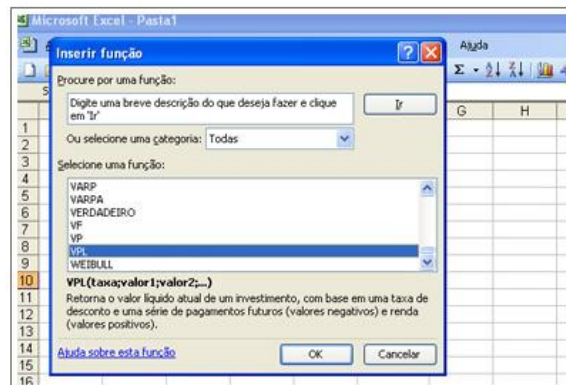 Microsoft Excel - Pasta1
Inserir função
Ajuda
Procure por uma função:
Digite uma breve descrição do que deseja fazer e clique
em 'Ir'
Ir
Ou selecione uma categoria: Todas
Selecione uma função:
VARP
VARPA
VERDADEIRO
VF
VP
VPL
WEIBULL
VPL(taxa;valor1;valor2;...)
Retorna o valor líquido atual de um investimento, com base em uma taxa de
desconto e uma série de pagamentos futuros (valores negativos) e renda
(valores positivos).
Ajuda sobre esta função
OK
Cancelar
G H
1
2
3
4
5
6
7
8
9
10
11
12
13
14
15
16